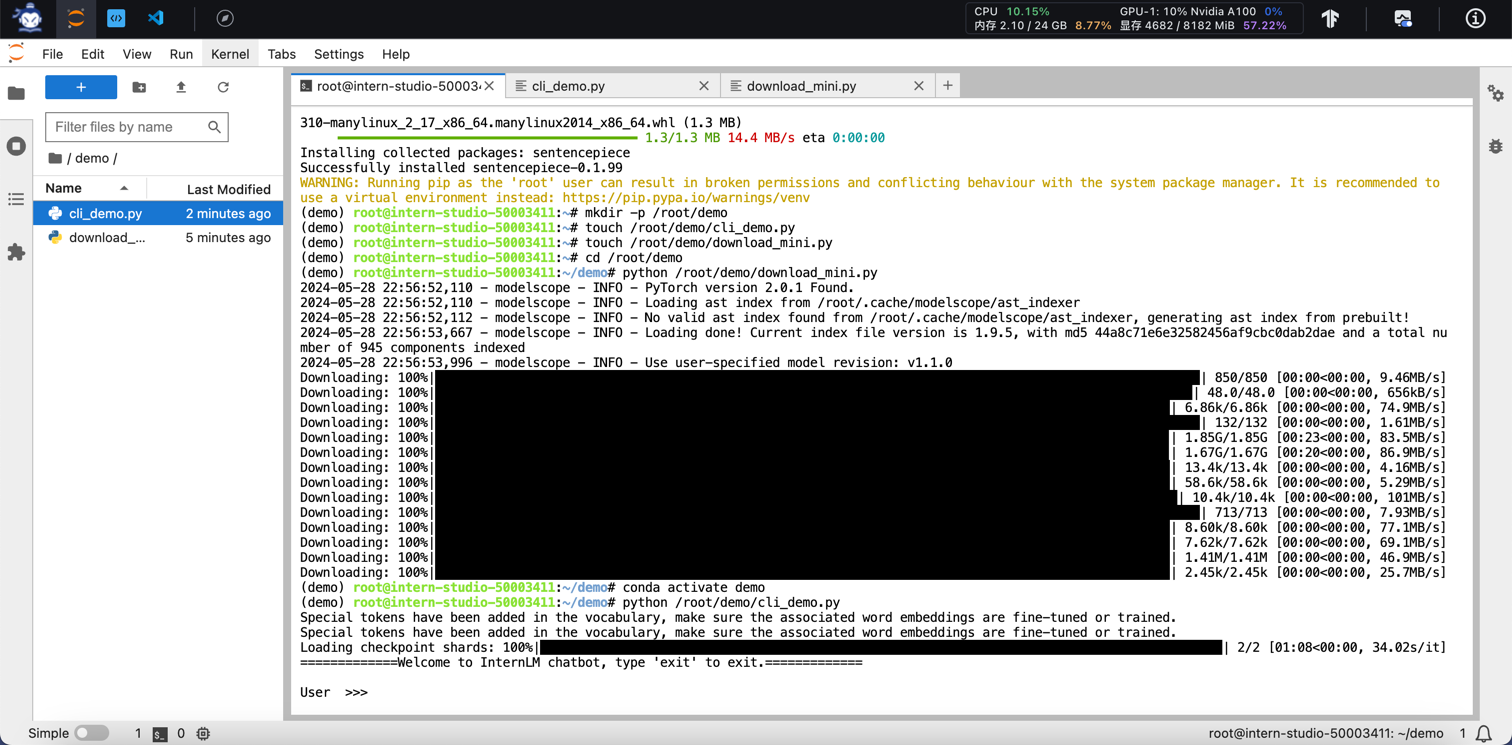 CPU 10.15% GPU-1: 10% Nvidia A100 0%
内存 2.10 / 24 GB 8.77% 显存 4682 / 8182 MiB 57.22%
File Edit View Run Kernel Tabs Settings Help
root@intern-studio-50003 cli_demo.py download_mini.py
Filter files by name
/ demo /
Name Last Modified
cli_demo.py 2 minutes ago
download_... 5 minutes ago
310-manylinux_2_17_x86_64.manylinux2014_x86_64.whl (1.3 MB)
1.3/1.3 MB 14.4 MB/s eta 0:00:00
Installing collected packages: sentencepiece
Successfully installed sentencepiece-0.1.99
WARNING: Running pip as the 'root' user can result in broken permissions and conflicting behaviour with the system package manager. It is recommended to
use a virtual environment instead: https://pip.pypa.io/warnings/venv
(demo) root@intern-studio-50003411:~# mkdir -p /root/demo
(demo) root@intern-studio-50003411:~# touch /root/demo/cli_demo.py
(demo) root@intern-studio-50003411:~# touch /root/demo/download_mini.py
(demo) root@intern-studio-50003411:~# cd /root/demo
(demo) root@intern-studio-50003411:~/demo# python /root/demo/download_mini.py
2024-05-28 22:56:52,110 - modelscope - INFO - PyTorch version 2.0.1 Found.
2024-05-28 22:56:52,110 - modelscope - INFO - Loading ast index from /root/.cache/modelscope/ast_indexer
2024-05-28 22:56:52,112 - modelscope - INFO - No valid ast index found from /root/.cache/modelscope/ast_indexer, generating ast index from prebuilt!
2024-05-28 22:56:53,667 - modelscope - INFO - Loading done! Current index file version is 1.9.5, with md5 44a8c71e6e32582456af9cbc0dab2dae and a total nu
mber of 945 components indexed
2024-05-28 22:56:53,996 - modelscope - INFO - Use user-specified model revision: v1.1.0
Downloading: 100%| | 850/850 [00:00<00:00, 9.46MB/s]
Downloading: 100%| | 48.0/48.0 [00:00<00:00, 656kB/s]
Downloading: 100%| | 6.86k/6.86k [00:00<00:00, 74.9MB/s]
Downloading: 100%| | 132/132 [00:00<00:00, 1.61MB/s]
Downloading: 100%| | 1.85G/1.85G [00:23<00:00, 83.5MB/s]
Downloading: 100%| | 1.67G/1.67G [00:20<00:00, 86.9MB/s]
Downloading: 100%| | 13.4k/13.4k [00:00<00:00, 4.16MB/s]
Downloading: 100%| | 58.6k/58.6k [00:00<00:00, 5.29MB/s]
Downloading: 100%| | 10.4k/10.4k [00:00<00:00, 101MB/s]
Downloading: 100%| | 713/713 [00:00<00:00, 7.93MB/s]
Downloading: 100%| | 8.60k/8.60k [00:00<00:00, 77.1MB/s]
Downloading: 100%| | 7.62k/7.62k [00:00<00:00, 69.1MB/s]
Downloading: 100%| | 1.41M/1.41M [00:00<00:00, 46.9MB/s]
Downloading: 100%| | 2.45k/2.45k [00:00<00:00, 25.7MB/s]
(demo) root@intern-studio-50003411:~/demo# conda activate demo
(demo) root@intern-studio-50003411:~/demo# python /root/demo/cli_demo.py
Special tokens have been added in the vocabulary, make sure the associated word embeddings are fine-tuned or trained.
Special tokens have been added in the vocabulary, make sure the associated word embeddings are fine-tuned or trained.
Loading checkpoint shards: 100%| | 2/2 [01:08<00:00, 34.02s/it]
=============Welcome to InternLM chatbot, type 'exit' to exit.=============
User >>>
Simple 1 0 root@intern-studio-50003411: ~/demo 1